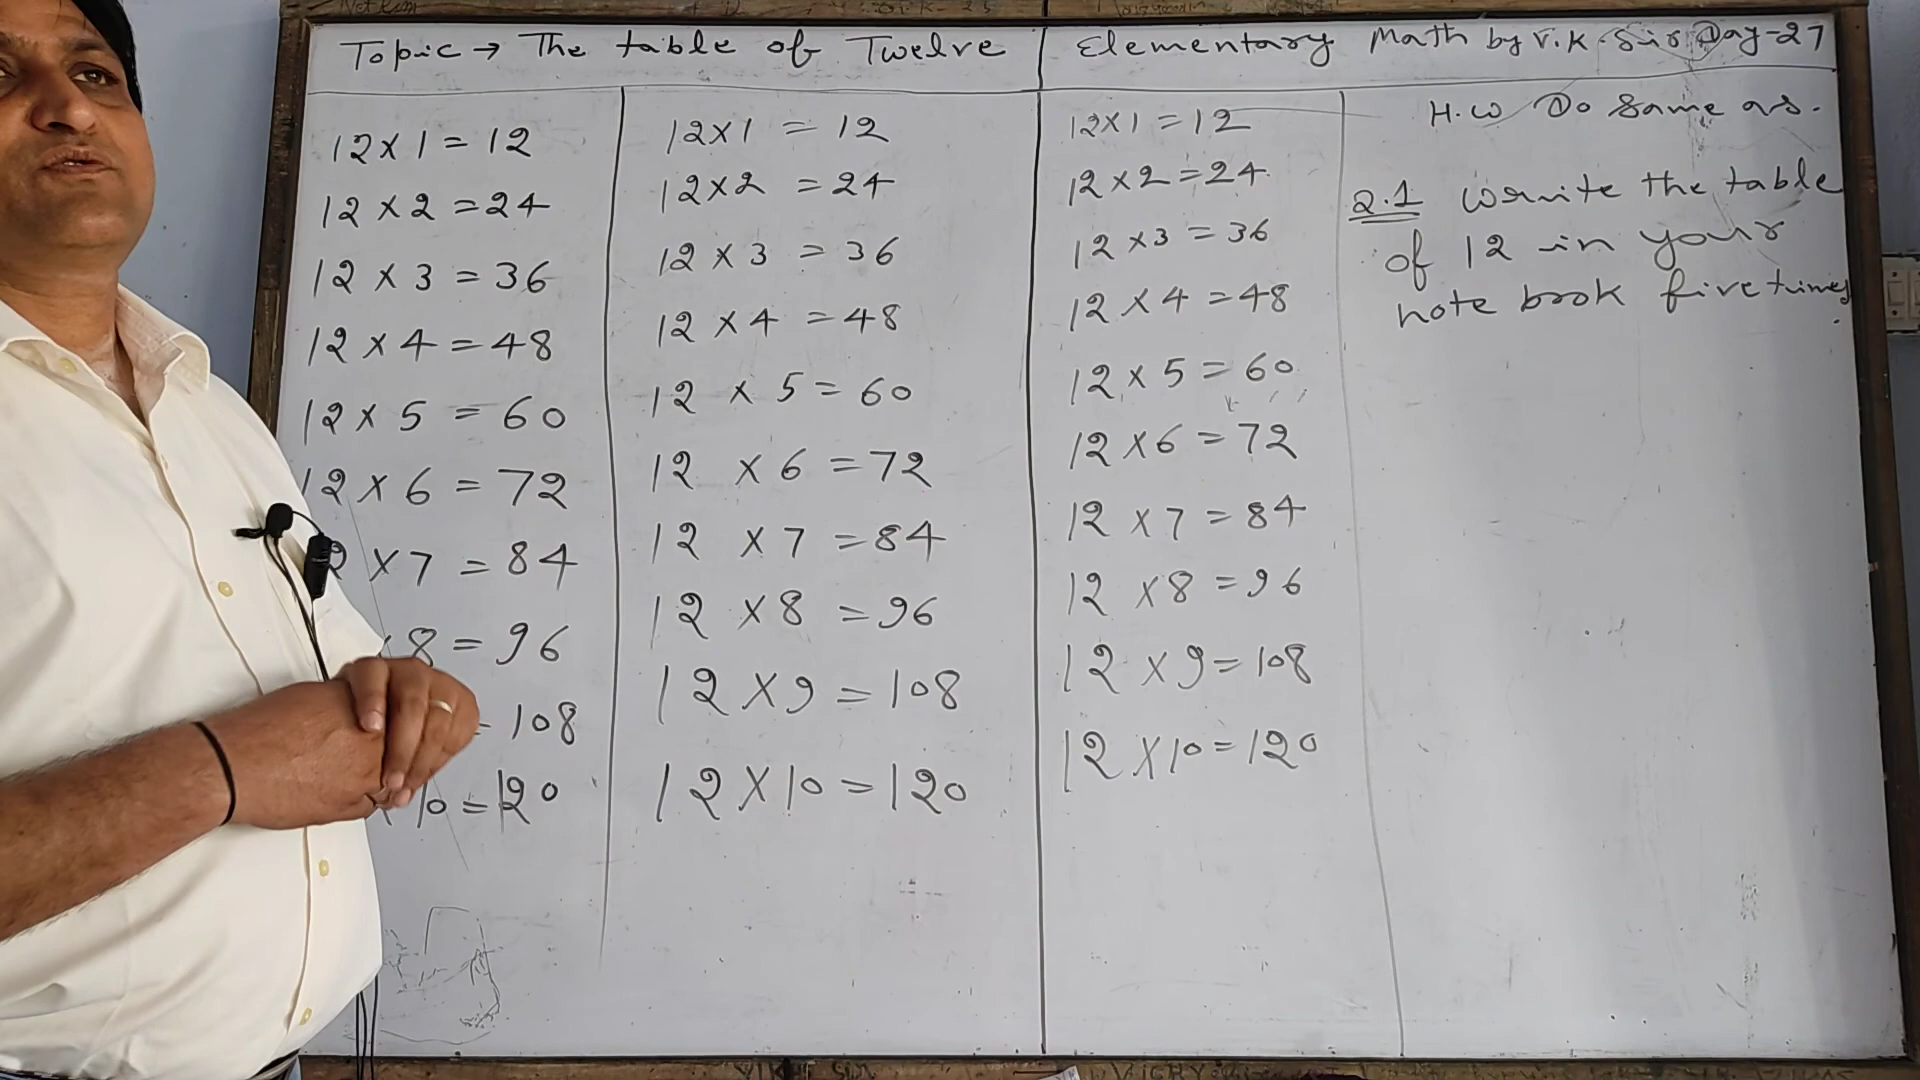 Topic → The table of Twelve
Elementary Math by V.K Sir Day-27
12 x 1 = 12
12 x 2 = 24
12 x 3 = 36
12 x 4 = 48
12 x 5 = 60
12 x 6 = 72
2 x 7 = 84
8 = 96
= 108
x 10 = 120
12 x 1 = 12
12 x 2 = 24
12 x 3 = 36
12 x 4 = 48
12 x 5 = 60
12 x 6 = 72
12 x 7 = 84
12 x 8 = 96
12 x 9 = 108
12 x 10 = 120
12 x 1 = 12
12 x 2 = 24
12 x 3 = 36
12 x 4 = 48
12 x 5 = 60
12 x 6 = 72
12 x 7 = 84
12 x 8 = 96
12 x 9 = 108
12 x 10 = 120
H.W Do same as.
Q.1 Write the table
of 12 in your
note book five times.